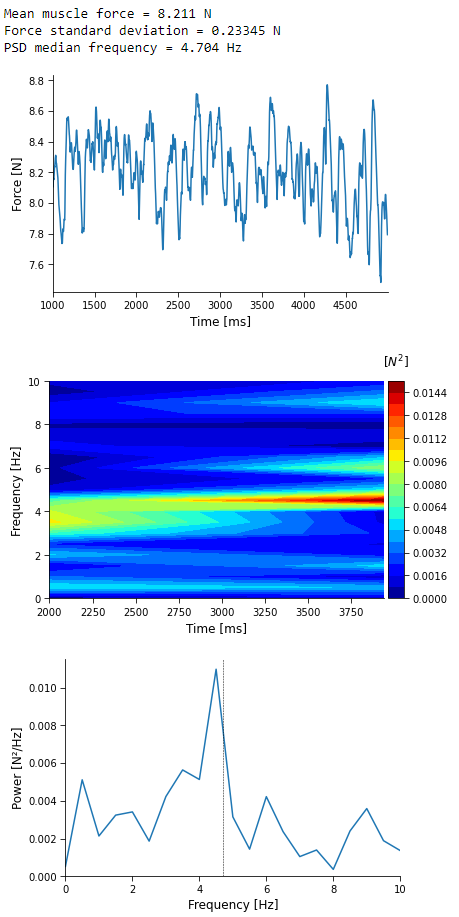 Mean muscle force = 8.211 N
Force standard deviation = 0.23345 N
PSD median frequency = 4.704 Hz
8.8
8.6
8.4
8.2
8.0
7.8
7.6
Force [N]
1000 1500 2000 2500 3000 3500 4000 4500
Time [ms]
[N²]
10
8
6
4
2
0
Frequency [Hz]
0.0144
0.0128
0.0112
0.0096
0.0080
0.0064
0.0048
0.0032
0.0016
0.0000
2000 2250 2500 2750 3000 3250 3500 3750
Time [ms]
0.010
0.008
0.006
0.004
0.002
0.000
Power [N²/Hz]
0 2 4 6 8 10
Frequency [Hz]